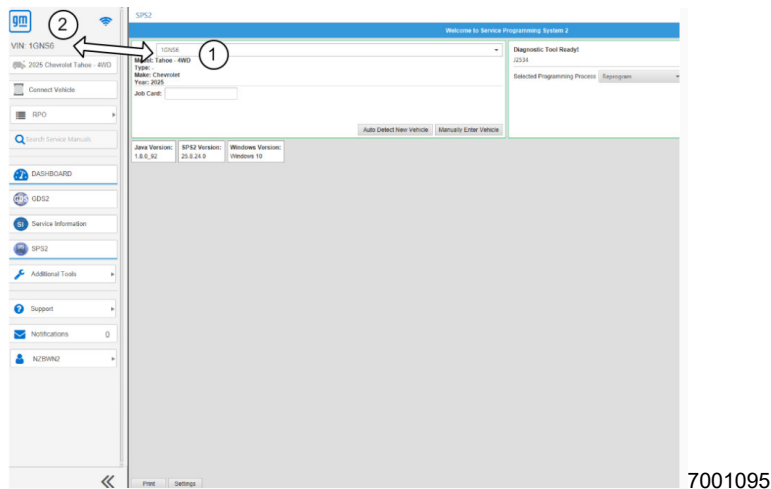 gm
2
VIN: 1GNS6
2025 Chevrolet Tahoe - 4WD
Connect Vehicle
RPO
Search Service Manuals
DASHBOARD
GDS2
SI Service Information
SPS2
Additional Tools
Support
Notifications 0
NZBWN2
SPS2
Welcome to Service Programming System 2
1GNS6
1
Model: Tahoe - 4WD
Type: .
Make: Chevrolet
Year: 2025
Job Card:
Auto Detect New Vehicle Manually Enter Vehicle
Diagnostic Tool Ready!
J2534
Selected Programming Process Reprogram
Java Version: SPS2 Version: Windows Version:
1.8.0_92 25.0.24.0 Windows 10
Print Settings
7001095